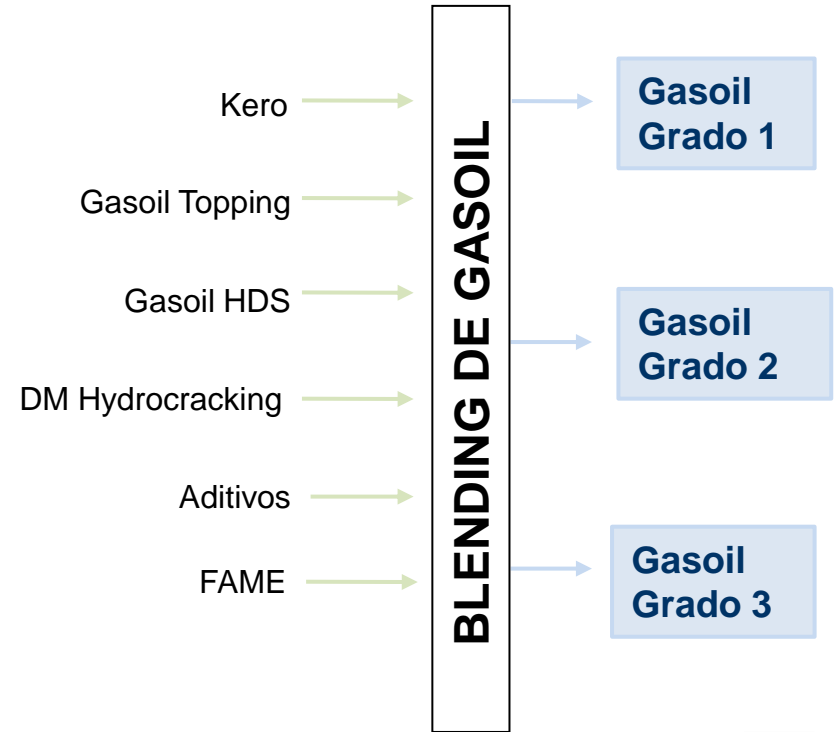 Kero
Gasoil Topping
Gasoil HDS
DM Hydrocracking
Aditivos
FAME
BLENDING DE GASOIL
Gasoil
Grado 1
Gasoil
Grado 2
Gasoil
Grado 3